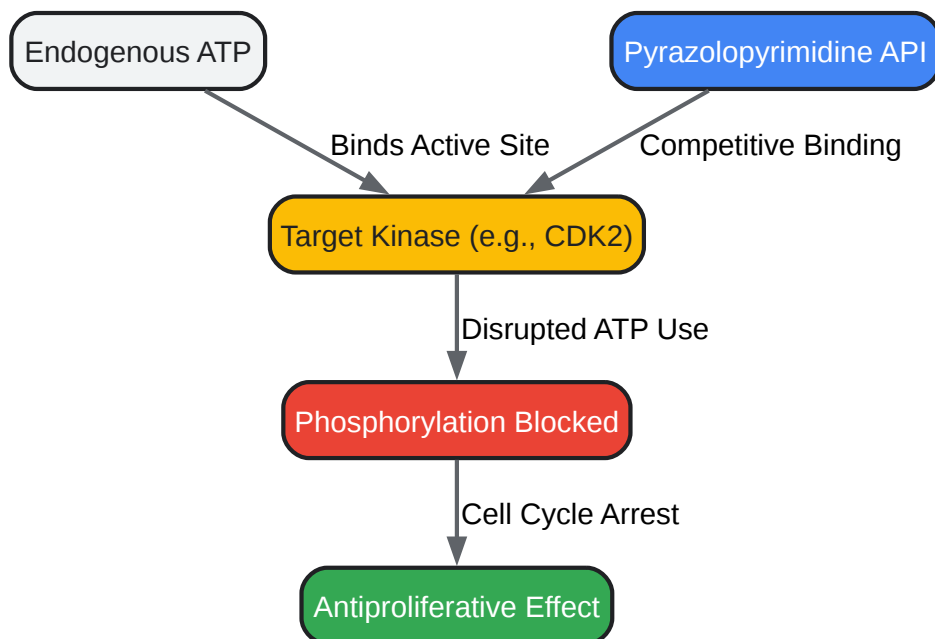 Endogenous ATP
Pyrazolopyrimidine API
Binds Active Site
Competitive Binding
Target Kinase (e.g., CDK2)
Disrupted ATP Use
Phosphorylation Blocked
Cell Cycle Arrest
Antiproliferative Effect